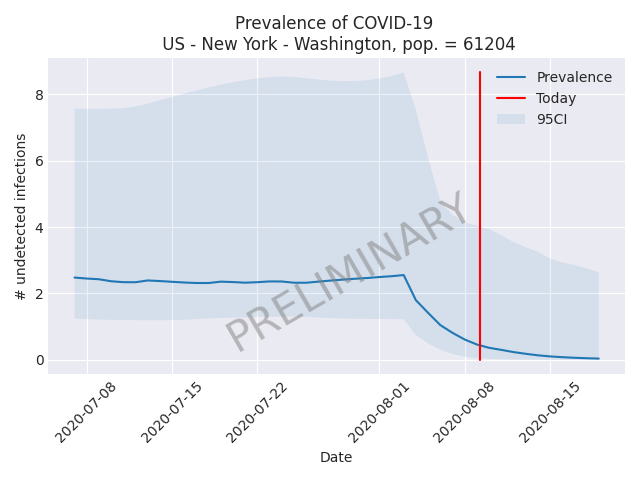 Prevalence of COVID-19
US - New York - Washington, pop. = 61204
Prevalence
Today
95CI
# undetected infections
8
6
4
2
0
PRELIMINARY
2020-07-08
2020-07-15
2020-07-22
2020-08-01
2020-08-08
2020-08-15
Date